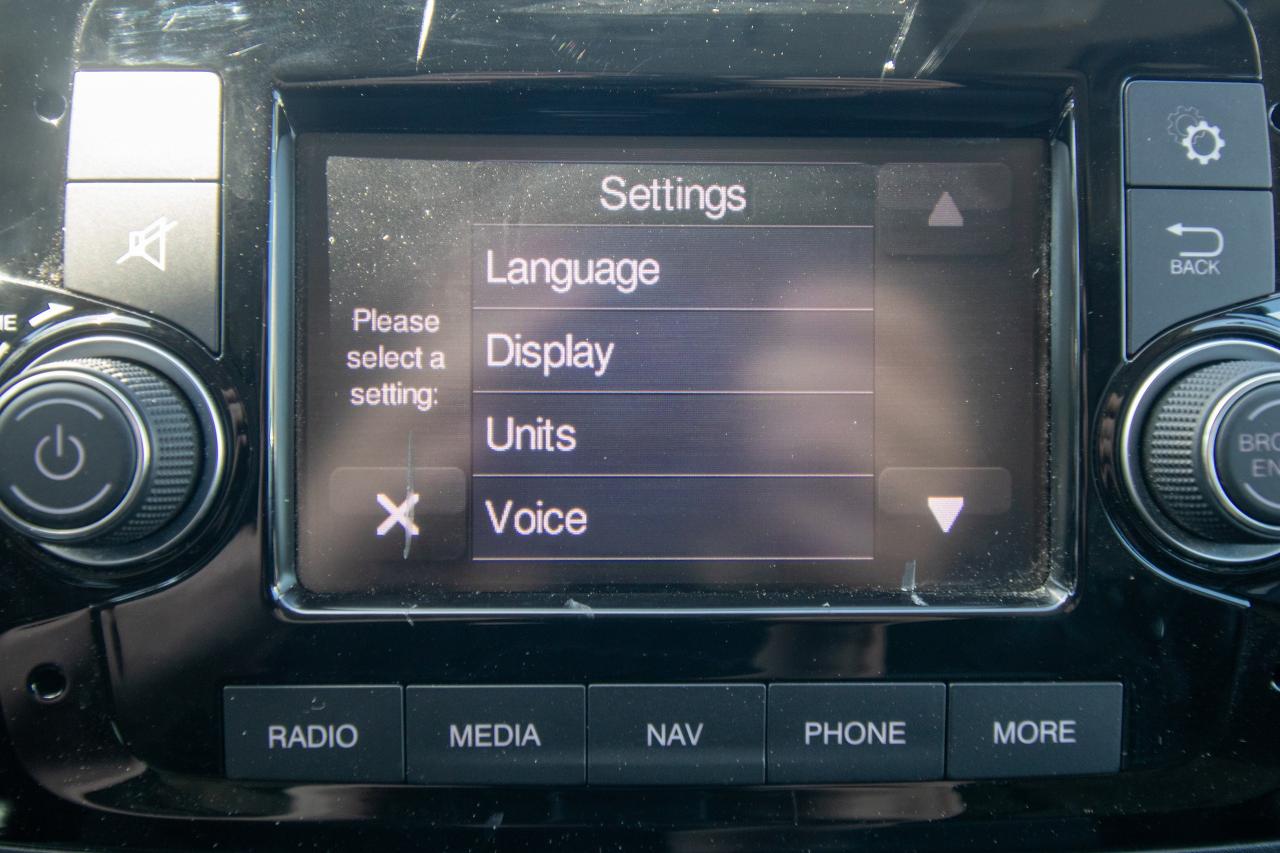 Settings
Language
Please
select a
setting:
Display
Units
Voice
BACK
RADIO
MEDIA
NAV
PHONE
MORE